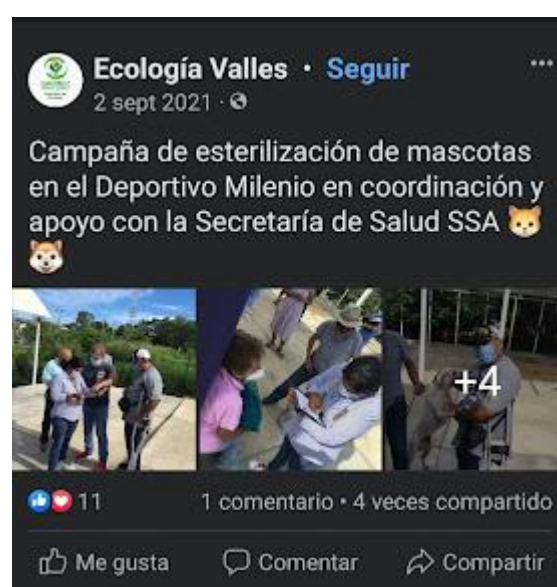 Ecología Valles · Seguir
2 sept 2021 ·
Campaña de esterilización de mascotas
en el Deportivo Milenio en coordinación y
apoyo con la Secretaría de Salud SSA 🐱
🐺
+4
11 1 comentario • 4 veces compartido
Me gusta Comentar Compartir